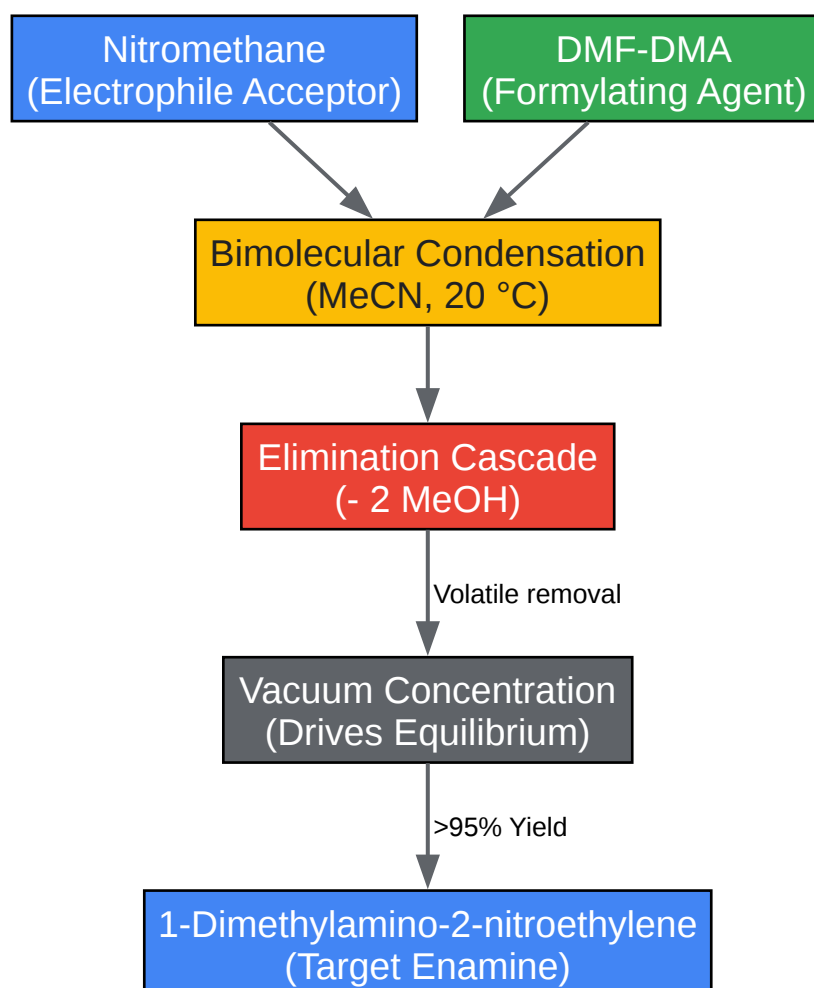 Nitromethane
(Electrophile Acceptor)
DMF-DMA
(Formylating Agent)
Bimolecular Condensation
(MeCN, 20 °C)
Elimination Cascade
(- 2 MeOH)
Volatile removal
Vacuum Concentration
(Drives Equilibrium)
>95% Yield
1-Dimethylamino-2-nitroethylene
(Target Enamine)